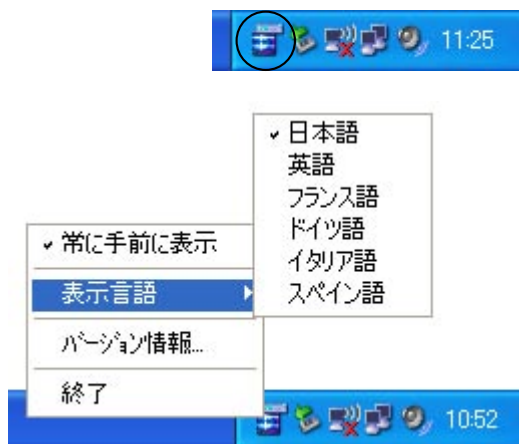 11:25
日本語
英語
フランス語
ドイツ語
イタリア語
スペイン語
常に手前に表示
表示言語
バージョン情報...
終了
10:52